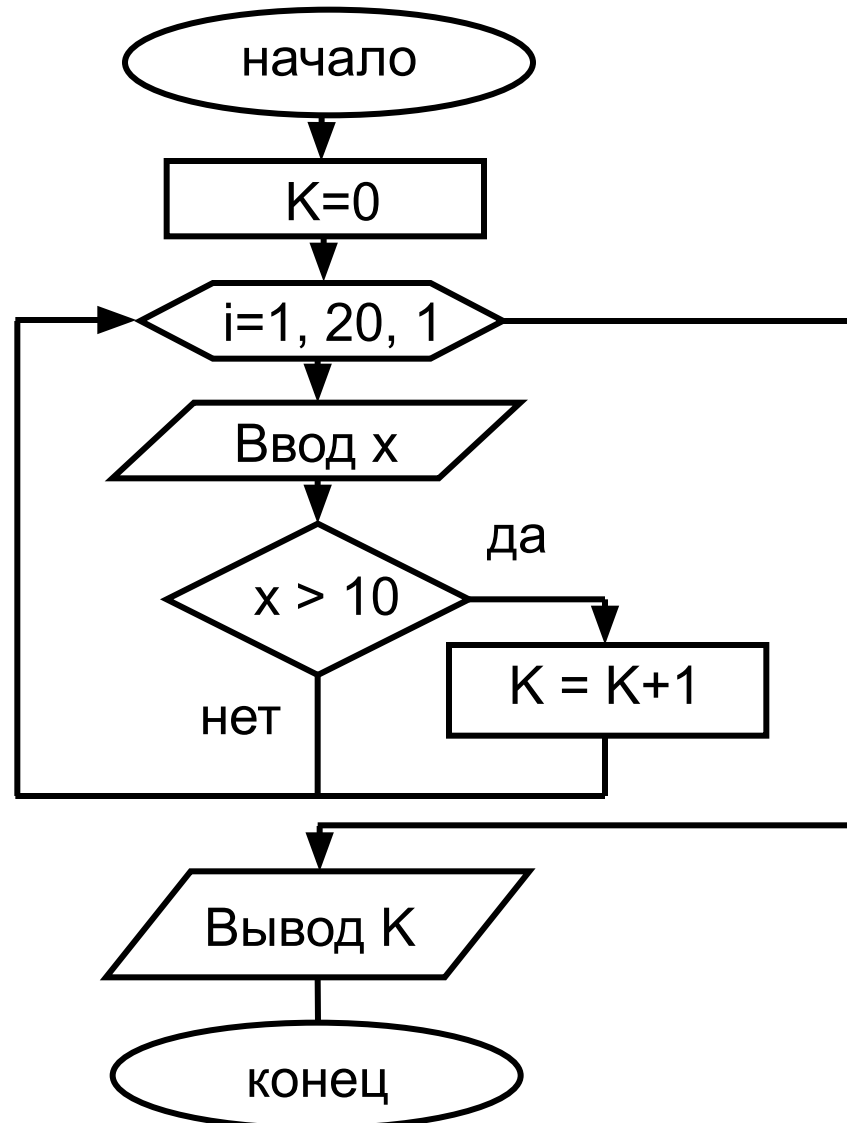 начало
K=0
i=1, 20, 1
Ввод x
да
x > 10
K = K+1
нет
Вывод K
конец